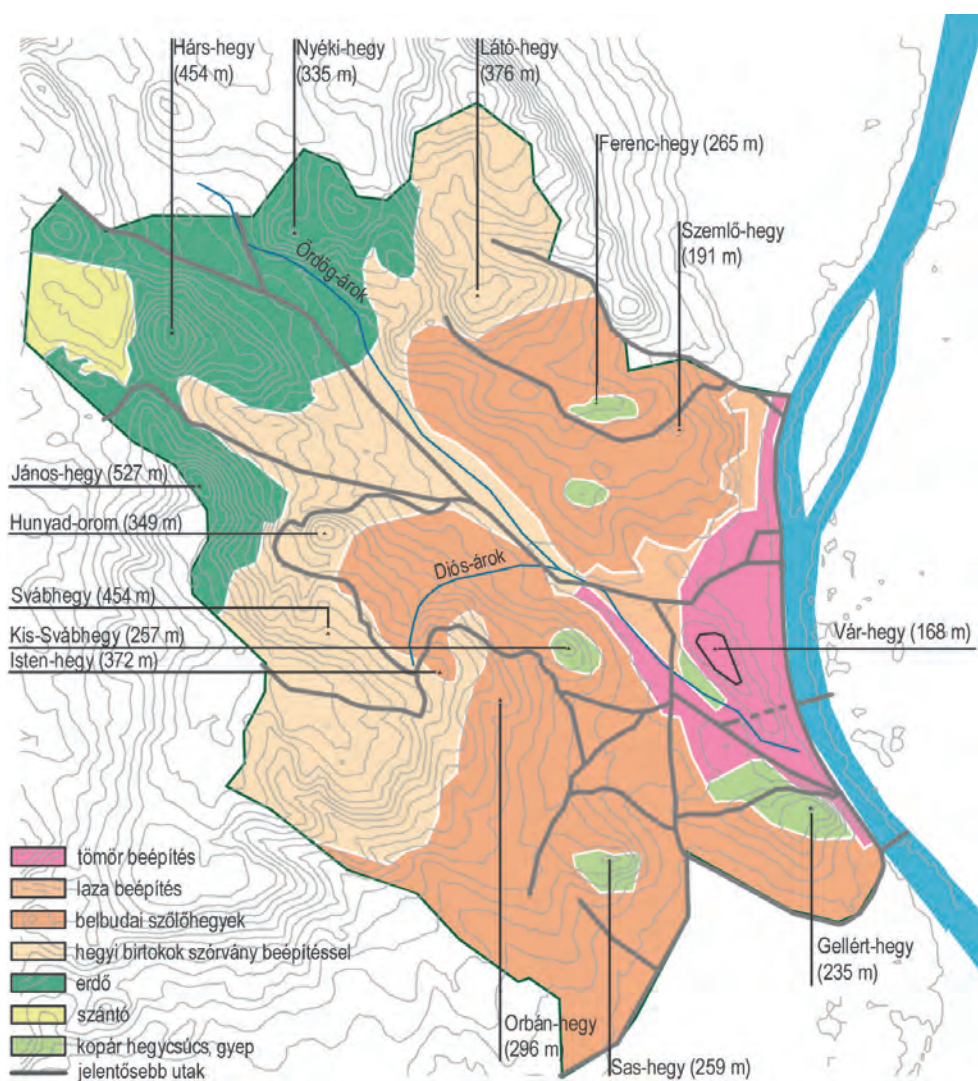 Hárs-hegy
(454 m)
Nyéki-hegy
(335 m)
Látó-hegy
(376 m)
Ferenc-hegy (265 m)
Szemlő-hegy
(191 m)
Ördög-árok
János-hegy (527 m)
Hunyad-orom (349 m)
Diós-árok
Svábhegy (454 m)
Kis-Svábhegy (257 m)
Isten-hegy (372 m)
Vár-hegy (168 m)
tömör beépítés
laza beépítés
belbudai szőlőhegyek
hegyi birtokok szórvány beépítéssel
erdő
szántó
kopár hegycsúcs, gyep
jelentősebb utak
Gellért-hegy
(235 m)
Orbán-hegy
(296 m)
Sas-hegy (259 m)